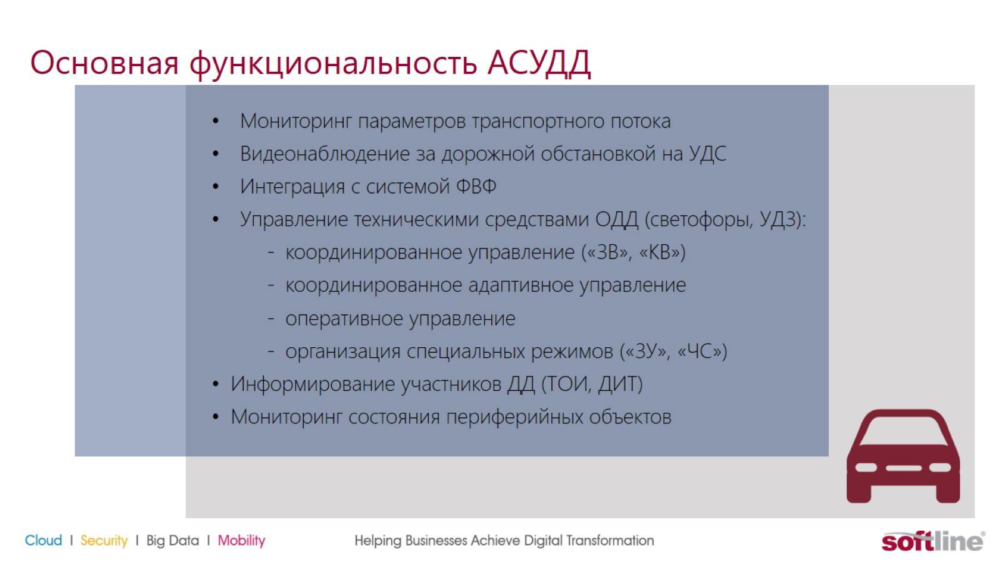 Основная функциональность АСУДД
• Мониторинг параметров транспортного потока
• Видеонаблюдение за дорожной обстановкой на УДС
• Интеграция с системой ФВФ
• Управление техническими средствами ОДД (светофоры, УДЗ):
- координированное управление («ЗВ», «КВ»)
- координированное адаптивное управление
- оперативное управление
- организация специальных режимов («ЗУ», «ЧС»)
• Информирование участников ДД (ТОИ, ДИТ)
• Мониторинг состояния периферийных объектов
Cloud | Security | Big Data | Mobility
Helping Businesses Achieve Digital Transformation
softline®